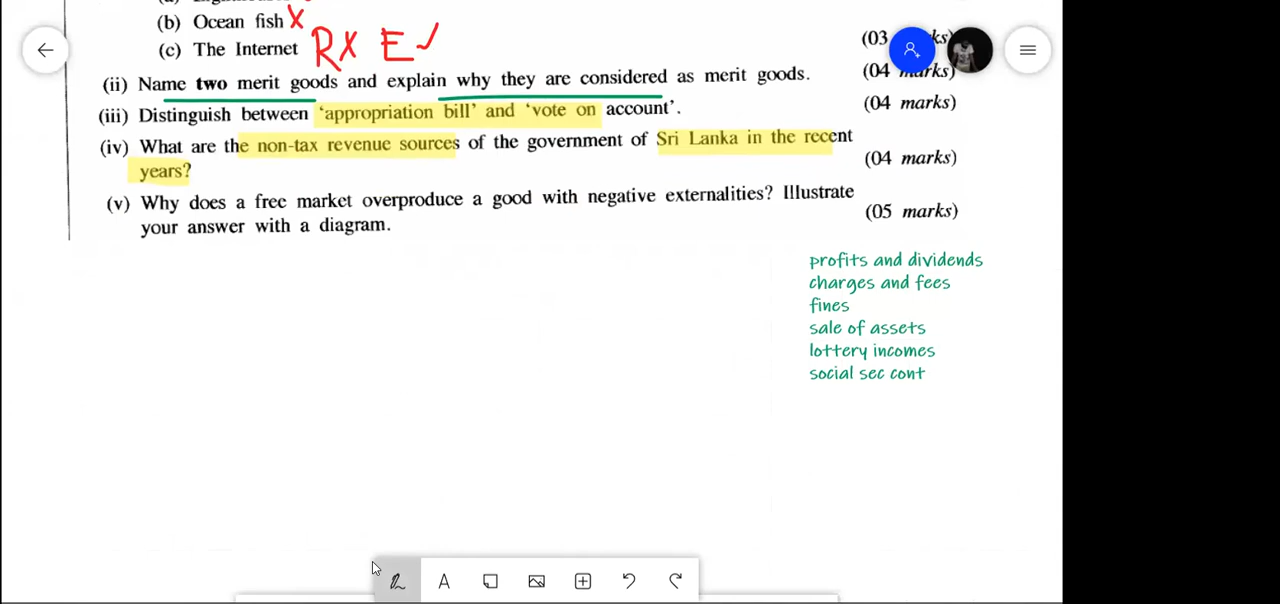 (b) Ocean fish X
(c) The Internet RX E✓
(03
(ii) Name two merit goods and explain why they are considered as merit goods. (04 marks)
(iii) Distinguish between 'appropriation bill' and 'vote on account'. (04 marks)
(iv) What are the non-tax revenue sources of the government of Sri Lanka in the recent
years? (04 marks)
(v) Why does a free market overproduce a good with negative externalities? Illustrate
your answer with a diagram. (05 marks)
profits and dividends
charges and fees
fines
sale of assets
lottery incomes
social sec cont
A